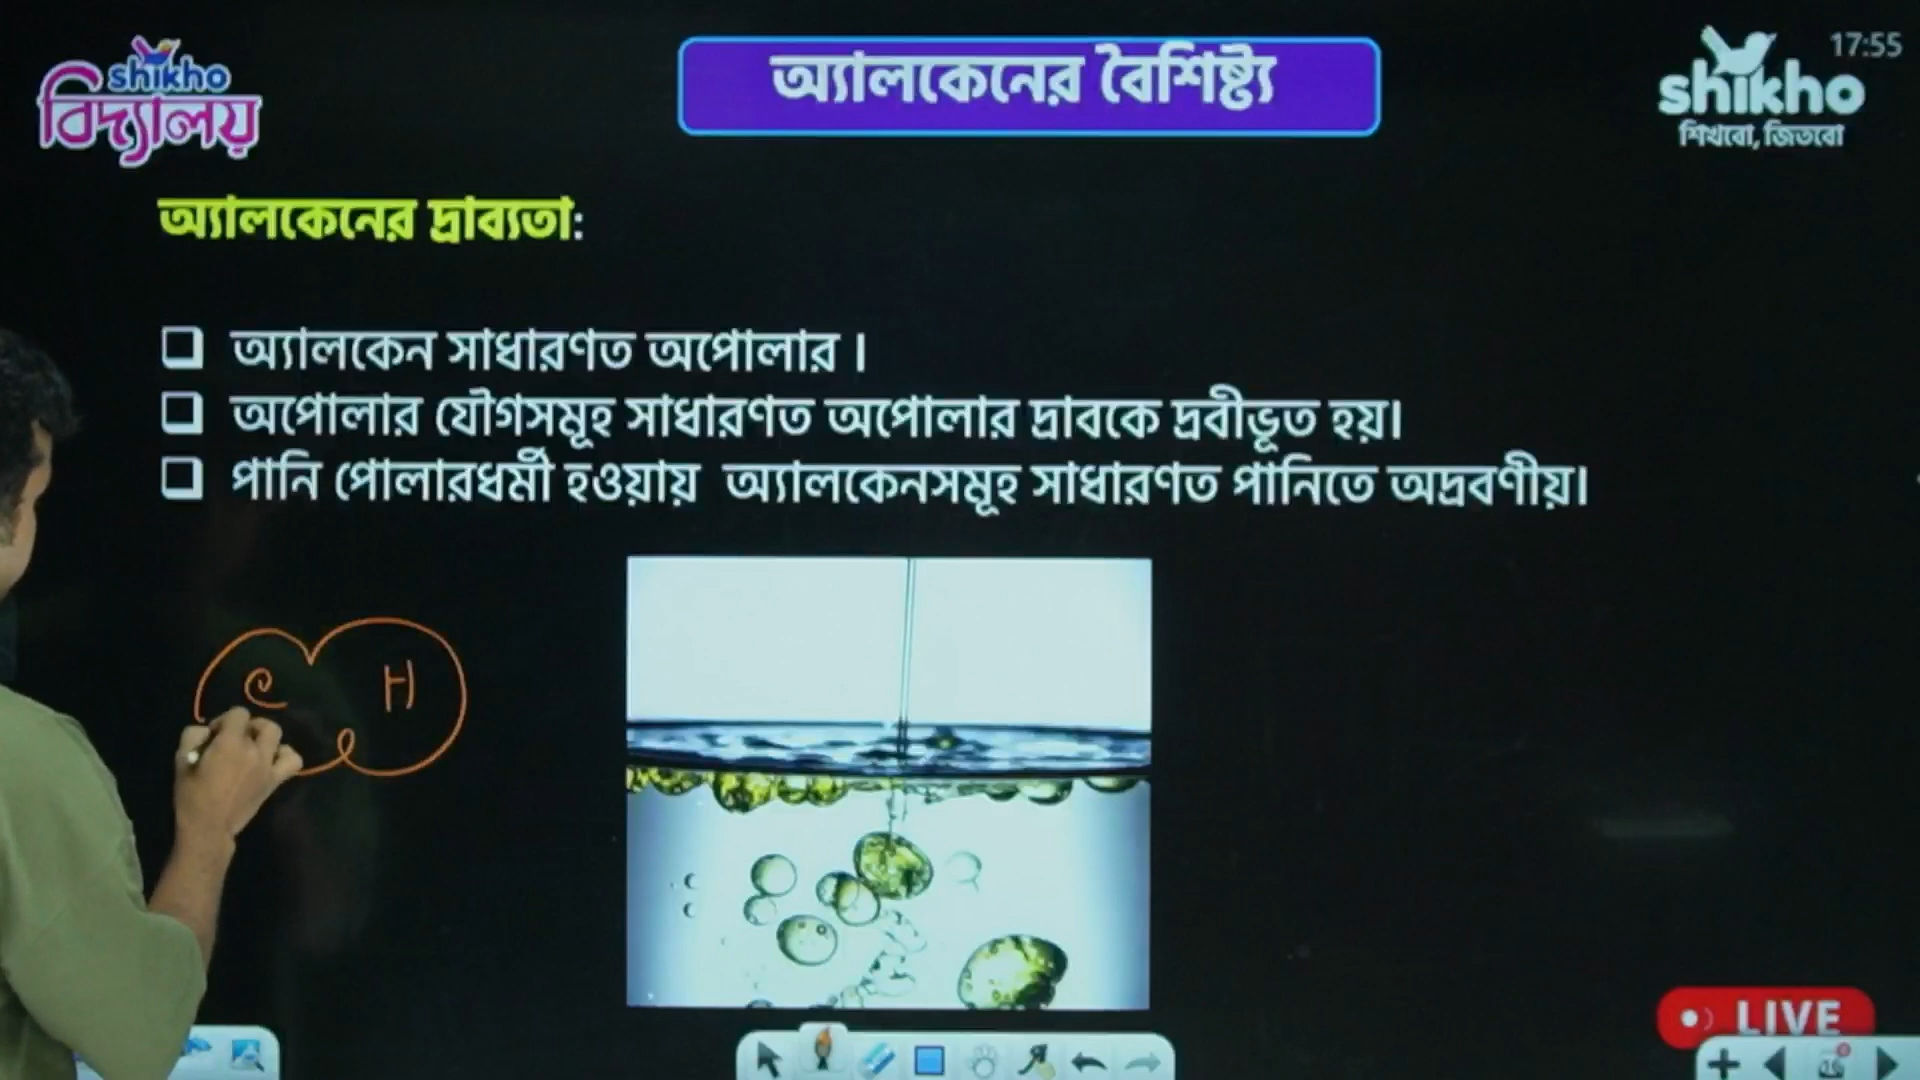 shikho
বিদ্যালয়
অ্যালকেনের বৈশিষ্ট্য
17:55
shikho
শিখবো, জিতবো
অ্যালকেনের দ্রাব্যতা:
❑ অ্যালকেন সাধারণত অপোলার।
❑ অপোলার যৌগসমূহ সাধারণত অপোলার দ্রাবকে দ্রবীভূত হয়।
❑ পানি পোলারধর্মী হওয়ায় অ্যালকেনসমূহ সাধারণত পানিতে অদ্রবণীয়।
C H
LIVE